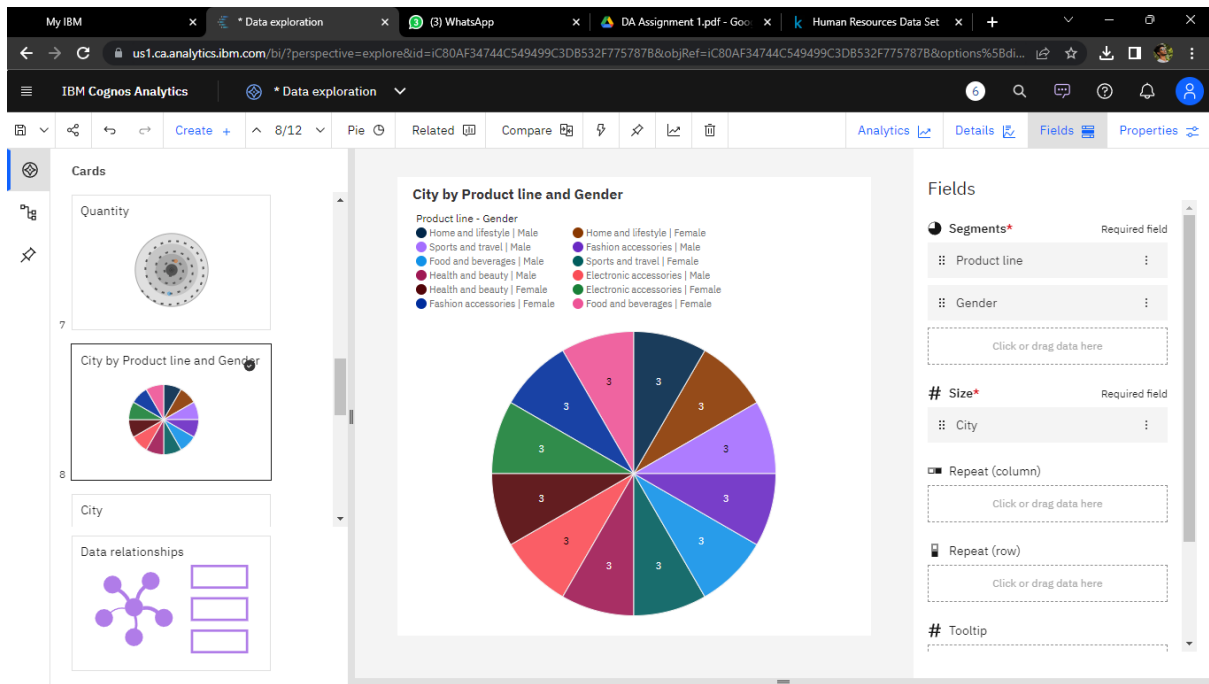 My IBM
* Data exploration
(3) WhatsApp
DA Assignment 1.pdf - Goo
Human Resources Data Set
us1.ca.analytics.ibm.com/bi/?perspective=explore&id=iC80AF34744C549499C3DB532F775787B&objRef=iC80AF34744C549499C3DB532F775787B&options%5Bdi...
IBM Cognos Analytics
* Data exploration
6
Create +
8/12
Pie
Related
Compare
Analytics
Details
Fields
Properties
Cards
Quantity
7
City by Product line and Gender
8
City
Data relationships
City by Product line and Gender
Product line - Gender
Home and lifestyle | Male
Home and lifestyle | Female
Sports and travel | Male
Fashion accessories | Male
Food and beverages | Male
Sports and travel | Female
Health and beauty | Male
Electronic accessories | Male
Health and beauty | Female
Electronic accessories | Female
Fashion accessories | Female
Food and beverages | Female
3
3
3
3
3
3
3
3
3
3
3
3
Fields
Segments*
Required field
Product line
Gender
Click or drag data here
# Size*
Required field
City
Repeat (column)
Click or drag data here
Repeat (row)
Click or drag data here
# Tooltip